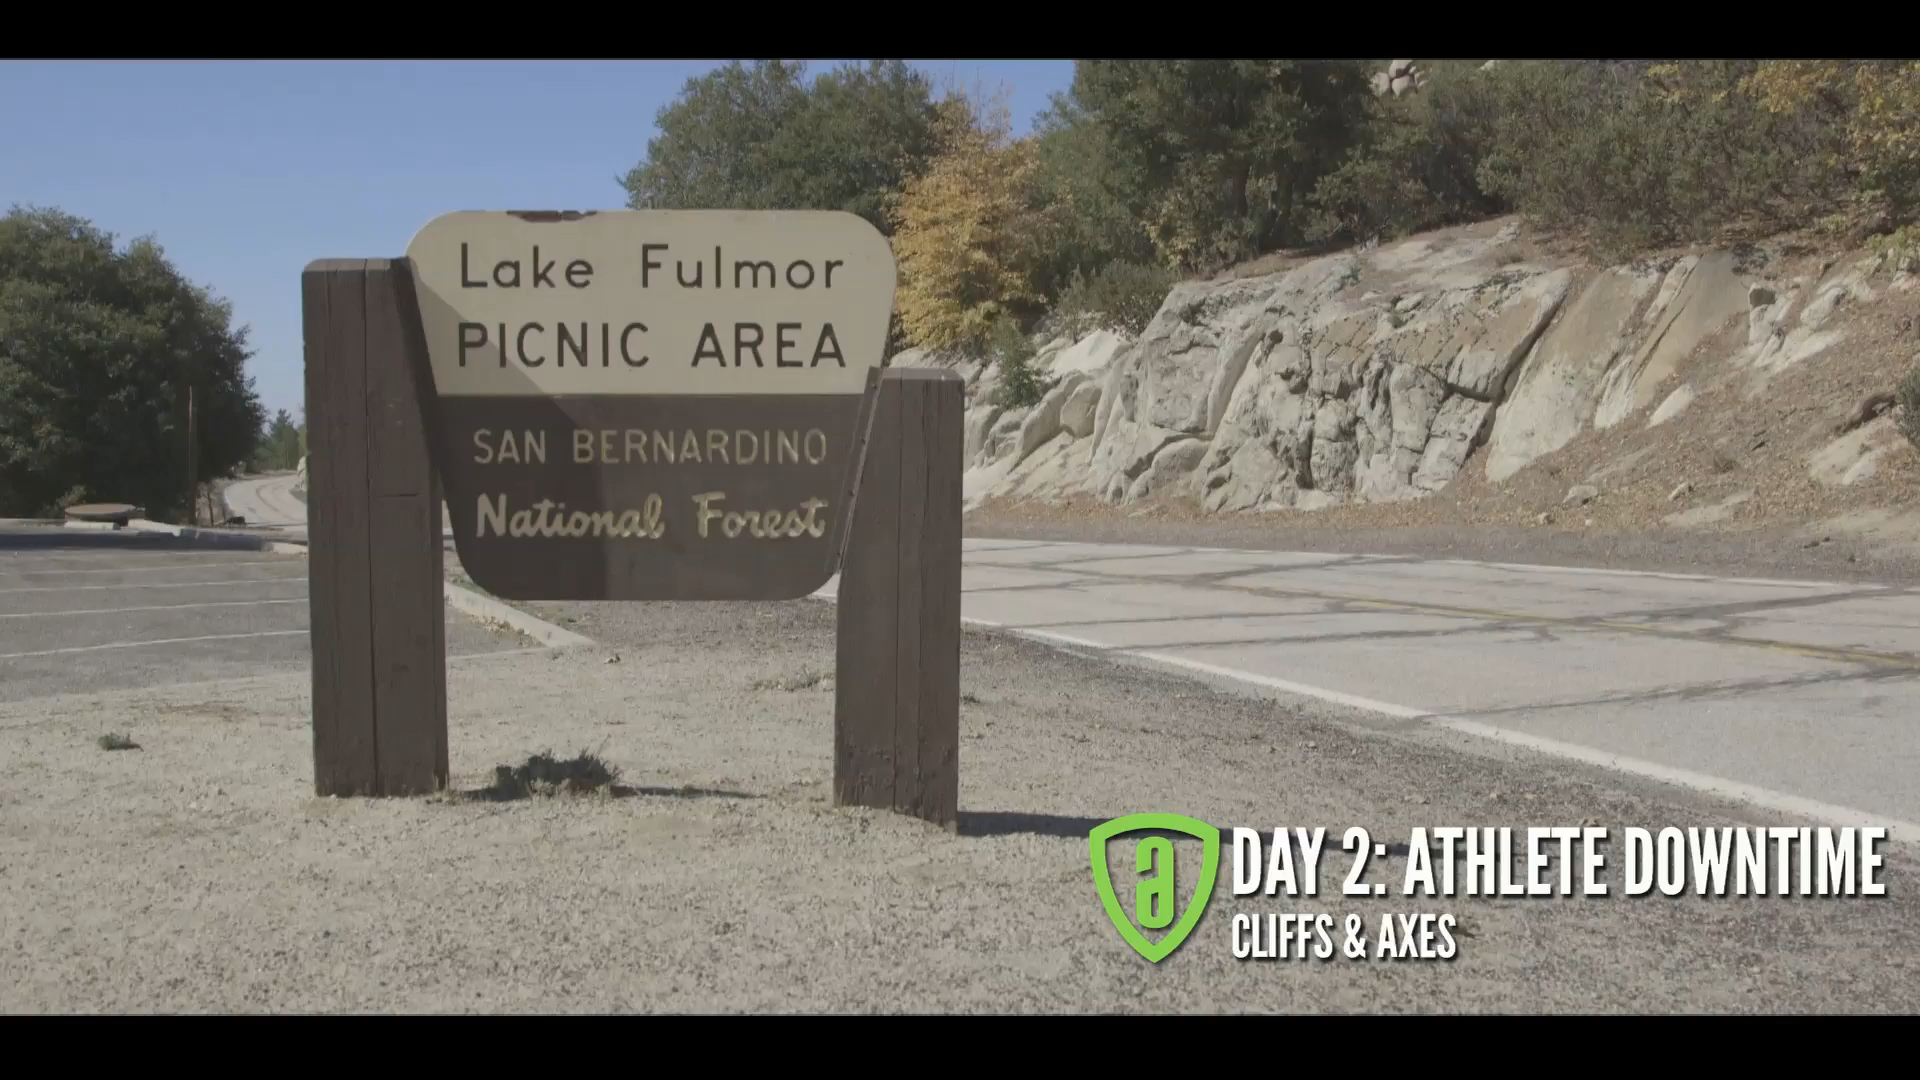 Lake Fulmor
PICNIC AREA
SAN BERNARDINO
National Forest
a
DAY 2: ATHLETE DOWNTIME
CLIFFS & AXES